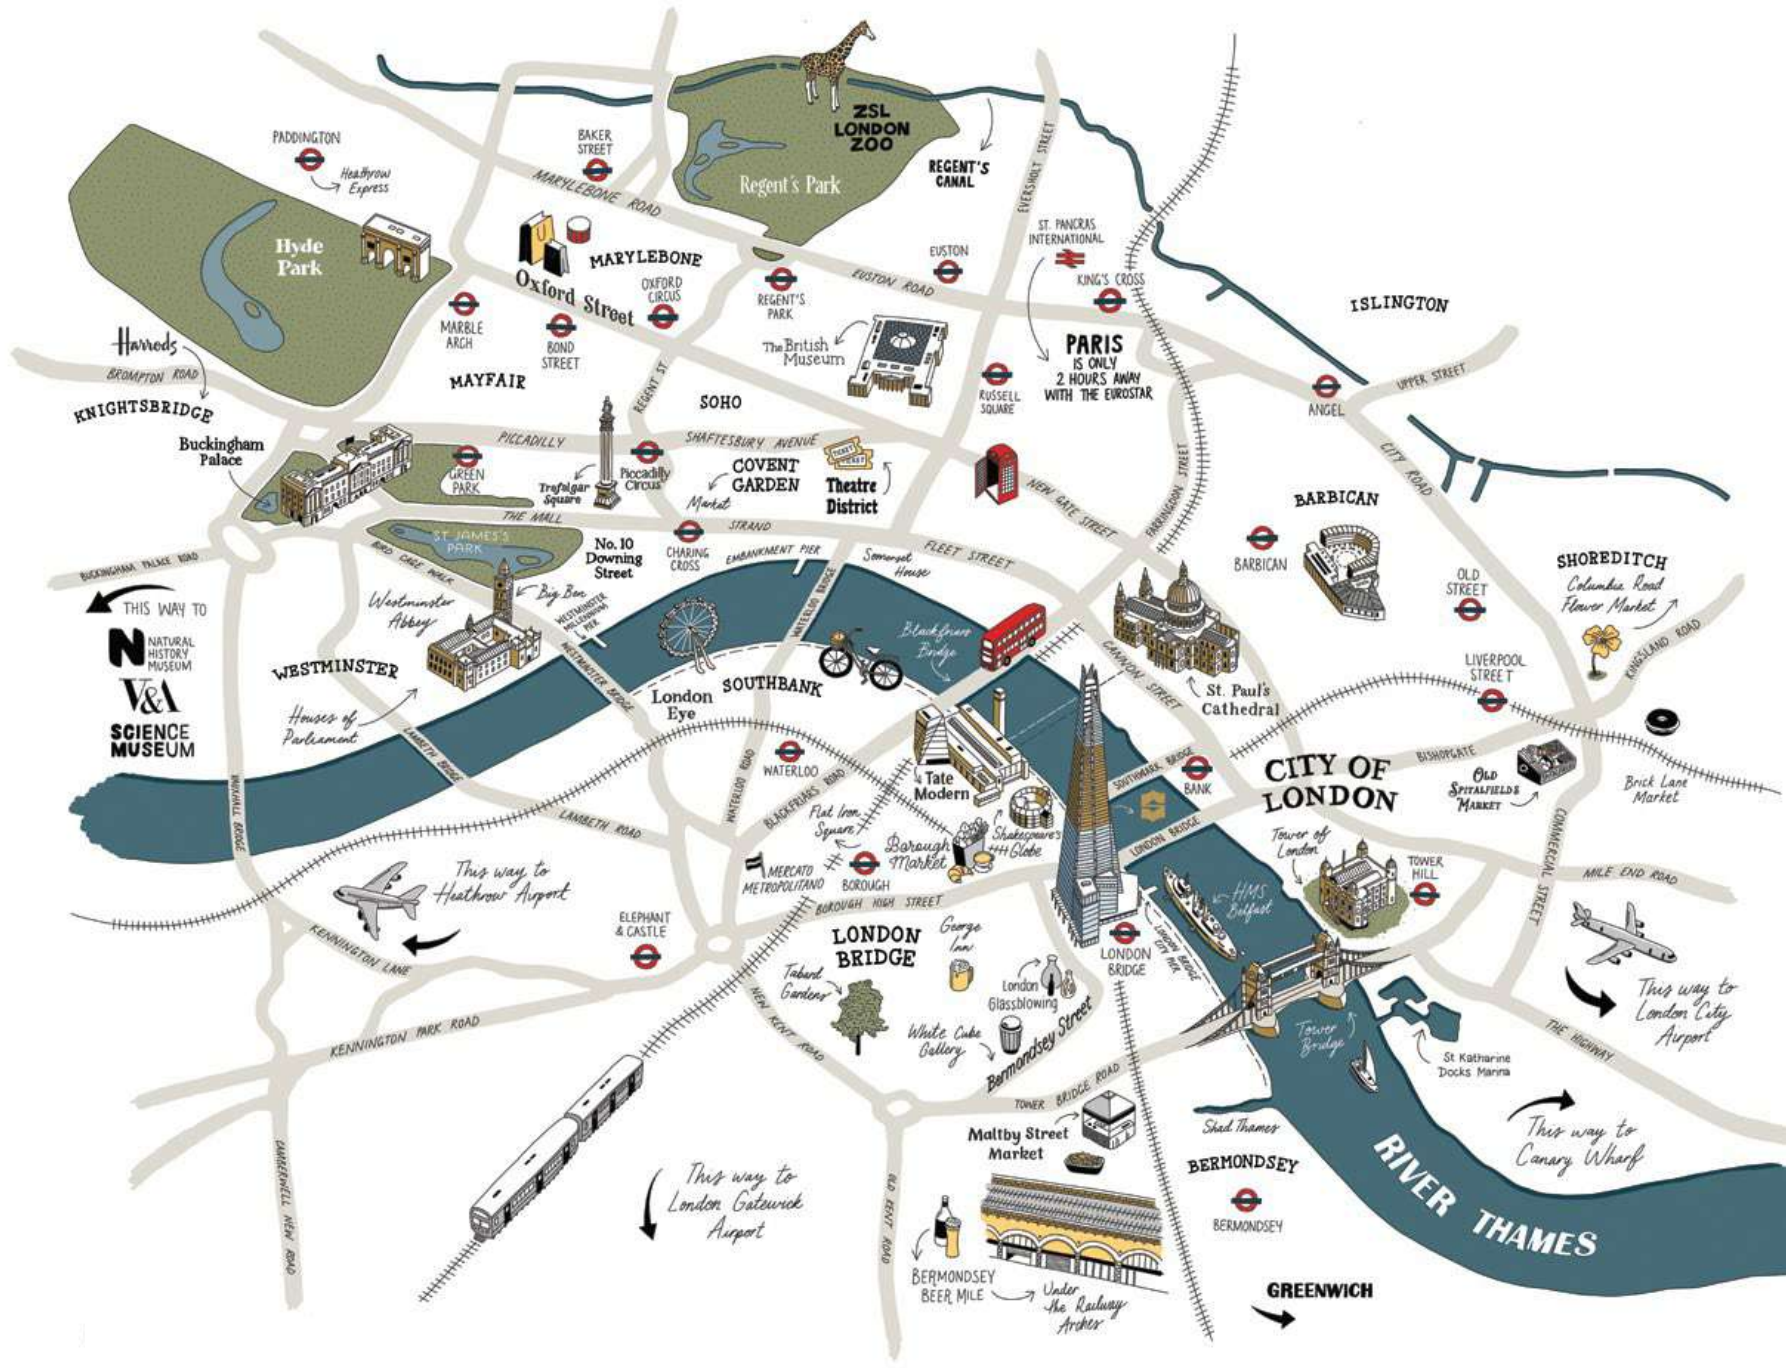 ZSL
LONDON
ZOO
Regent's Park
REGENT'S
CANAL
EVERSHOLT STREET
PADDINGTON
Heathrow
Express
BAKER
STREET
MARYLEBONE ROAD
Hyde
Park
MARYLEBONE
Oxford Street
OXFORD
CIRCUS
REGENT'S
PARK
EUSTON
EUSTON ROAD
ST. PANCRAS
INTERNATIONAL
KING'S CROSS
ISLINGTON
MARBLE
ARCH
BOND
STREET
The British
Museum
PARIS
IS ONLY
2 HOURS AWAY
WITH THE EUROSTAR
RUSSELL
SQUARE
ANGEL
UPPER STREET
Harrods
BROMPTON ROAD
KNIGHTSBRIDGE
MAYFAIR
REGENT ST
SOHO
Buckingham
Palace
GREEN
PARK
PICCADILLY
Trafalgar
Square
Piccadilly
Circus
SHAFTESBURY AVENUE
COVENT
GARDEN
Market
TICKET
TICKET
Theatre
District
NEW GATE STREET
FARRINGDON STREET
CITY ROAD
BARBICAN
BARBICAN
OLD
STREET
SHOREDITCH
Columbia Road
Flower Market
KINGSLAND ROAD
THE MALL
STRAND
ST JAMES'S
PARK
BIRD CAGE WALK
No. 10
Downing
Street
CHARING
CROSS
EMBANKMENT PIER
Somerset
House
FLEET STREET
BUCKINGHAM PALACE ROAD
THIS WAY TO
N NATURAL
HISTORY
MUSEUM
V&A
SCIENCE
MUSEUM
Westminster
Abbey
Big Ben
WESTMINSTER
MILLENNIUM
PIER
WESTMINSTER
Houses of
Parliament
WESTMINSTER BRIDGE
London
Eye
SOUTHBANK
WATERLOO BRIDGE
Blackfriars
Bridge
CANNON STREET
St. Paul's
Cathedral
LIVERPOOL
STREET
LAMBETH BRIDGE
VAUXHALL BRIDGE
WATERLOO
WATERLOO ROAD
BLACKFRIARS ROAD
Tate
Modern
SOUTHWARK BRIDGE
BANK
CITY OF
LONDON
BISHOPGATE
OLD
SPITALFIELDS
MARKET
Brick Lane
Market
LAMBETH ROAD
Flat Iron
Square
Borough
Market
Shakespeare's
Globe
LONDON BRIDGE
Tower of
London
TOWER
HILL
COMMERCIAL STREET
MILE END ROAD
MERCATO
METROPOLITANO
BOROUGH
BOROUGH HIGH STREET
This way to
Heathrow Airport
ELEPHANT
& CASTLE
KENNINGTON LANE
LONDON
BRIDGE
George
Inn
HMS
Belfast
LONDON
BRIDGE
LONDON BRIDGE
CITY PIER
Tabard
Gardens
London
Glassblowing
White Cube
Gallery
Bermondsey Street
Tower
Bridge
St Katharine
Docks Marina
This way to
London City
Airport
THE HIGHWAY
KENNINGTON PARK ROAD
NEW KENT ROAD
TOWER BRIDGE ROAD
Maltby Street
Market
Shad Thames
BERMONDSEY
BERMONDSEY
This way to
Canary Wharf
RIVER THAMES
CAMBERWELL NEW ROAD
This way to
London Gatewick
Airport
OLD KENT ROAD
BERMONDSEY
BEER MILE
Under
the Railway
Arches
GREENWICH